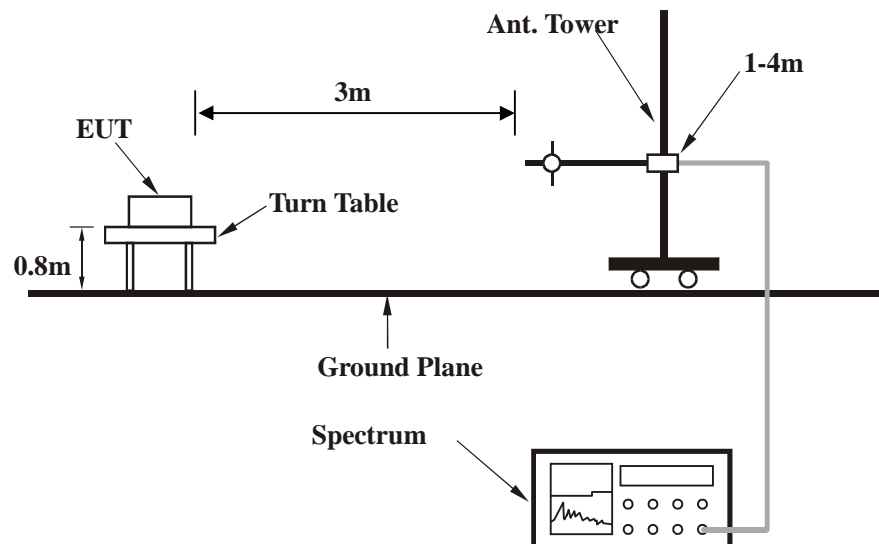 Ant. Tower
1-4m
3m
EUT
Turn Table
0.8m
Ground Plane
Spectrum